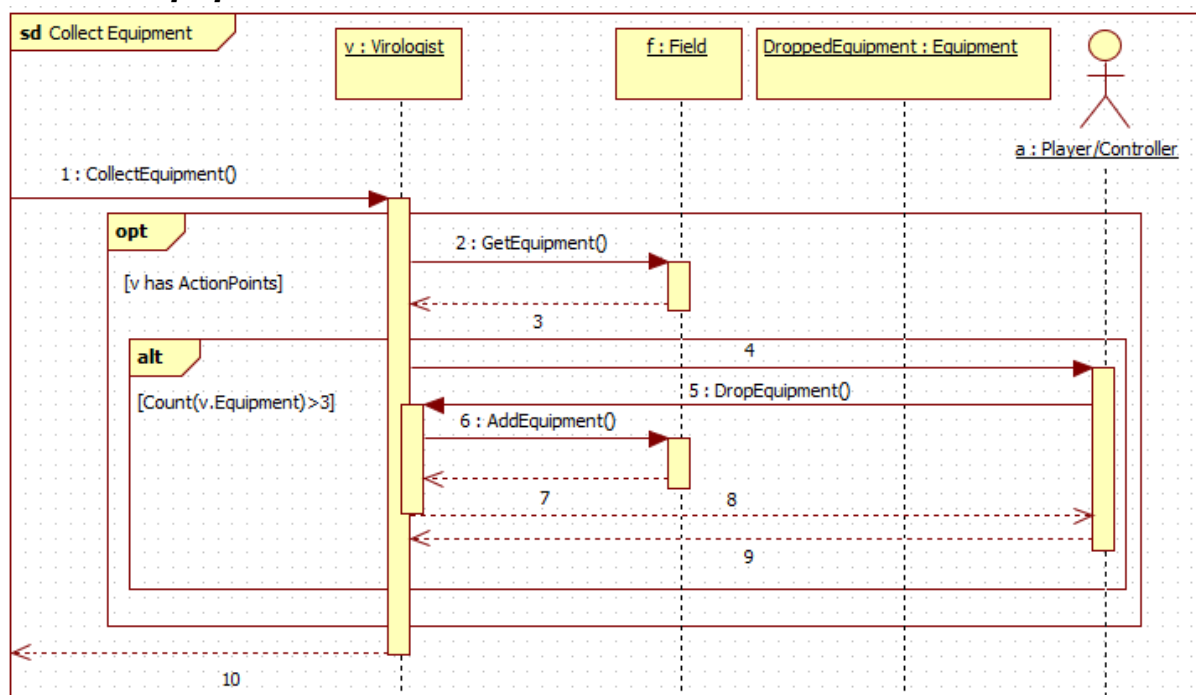 sd Collect Equipment
v : Virologist
f : Field
DroppedEquipment : Equipment
a : Player/Controller
1 : CollectEquipment()
opt
2 : GetEquipment()
[v has ActionPoints]
3
alt
4
[Count(v.Equipment)>3]
5 : DropEquipment()
6 : AddEquipment()
7
8
9
10